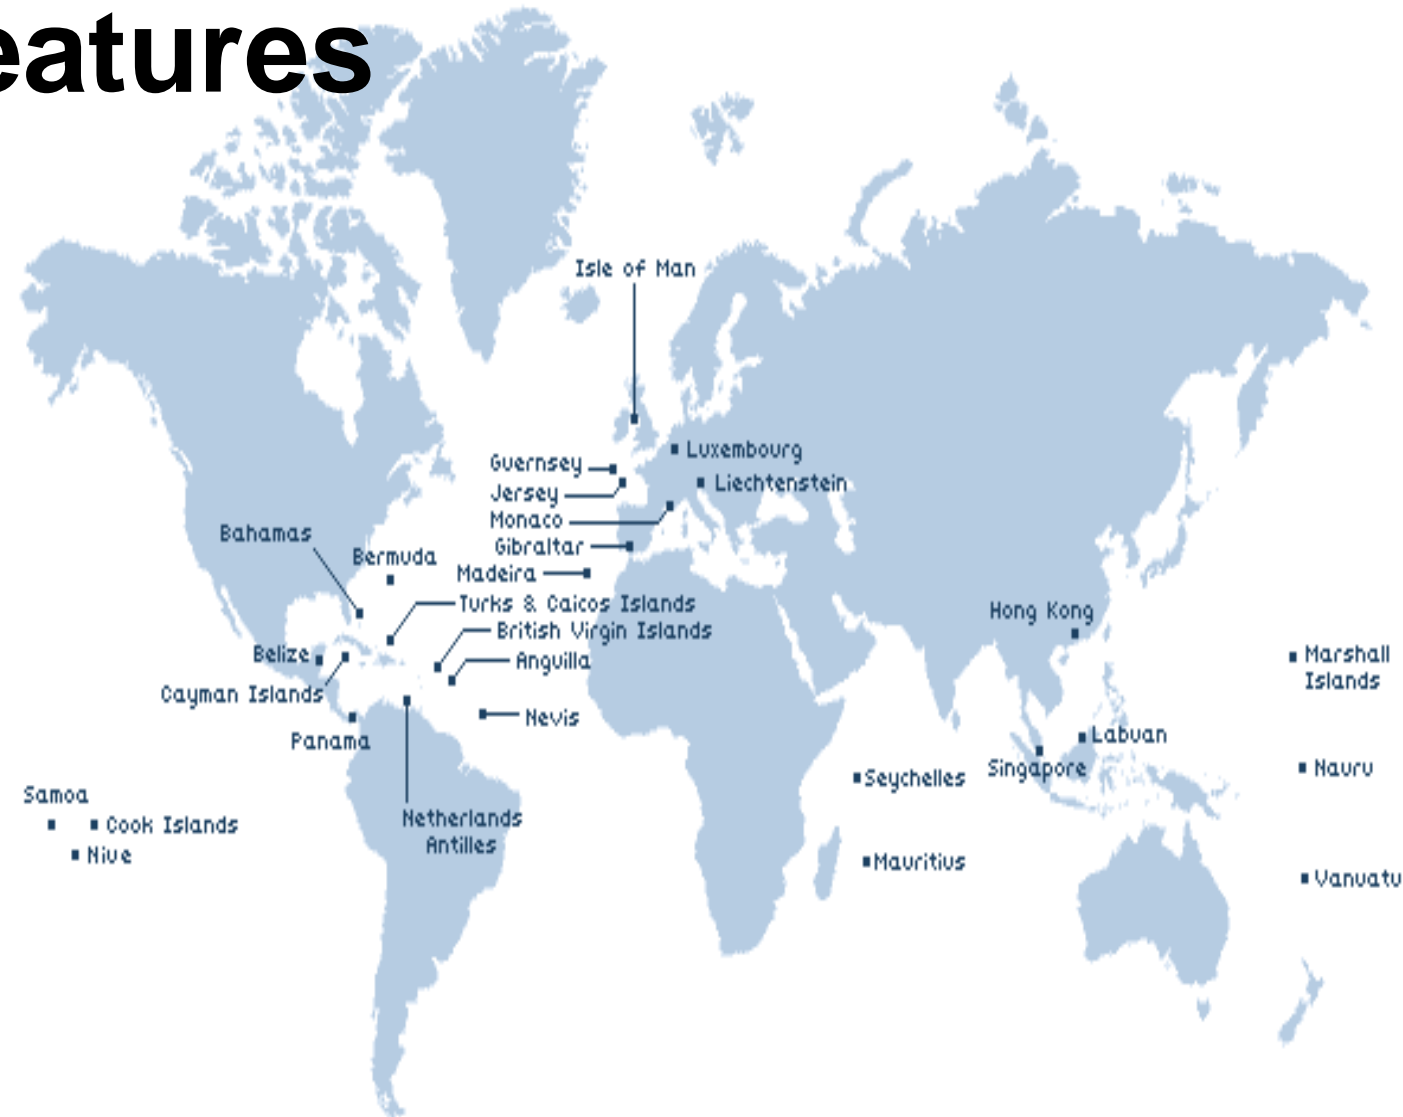 eatures
Isle of Man
Luxembourg
Guernsey
Liechtenstein
Jersey
Monaco
Bahamas
Gibraltar
Bermuda
Madeira
Turks & Caicos Islands
Hong Kong
British Virgin Islands
Belize
Anguilla
Marshall
Islands
Cayman Islands
Nevis
Panama
Labuan
Singapore
Nauru
Seychelles
Samoa
Cook Islands
Netherlands
Antilles
Niue
Mauritius
Vanuatu